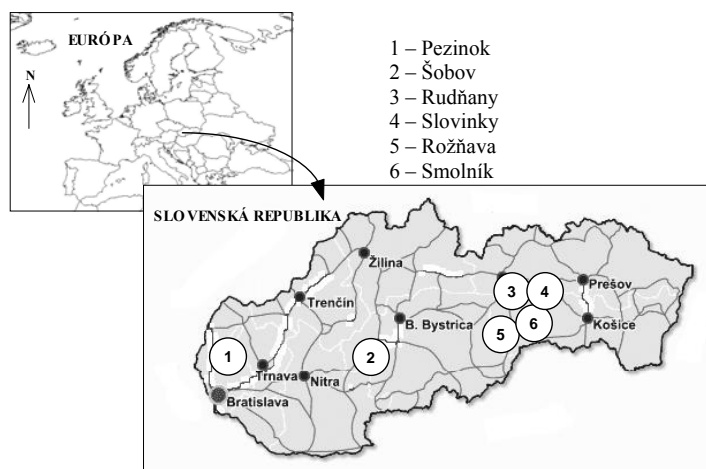 EURÓPA
N
1 – Pezinok
2 – Šobov
3 – Rudňany
4 – Slovinky
5 – Rožňava
6 – Smolník
SLOVENSKÁ REPUBLIKA
Žilina
Trenčín
Prešov
3
4
B. Bystrica
Košice
6
5
1
2
Trnava
Nitra
Bratislava